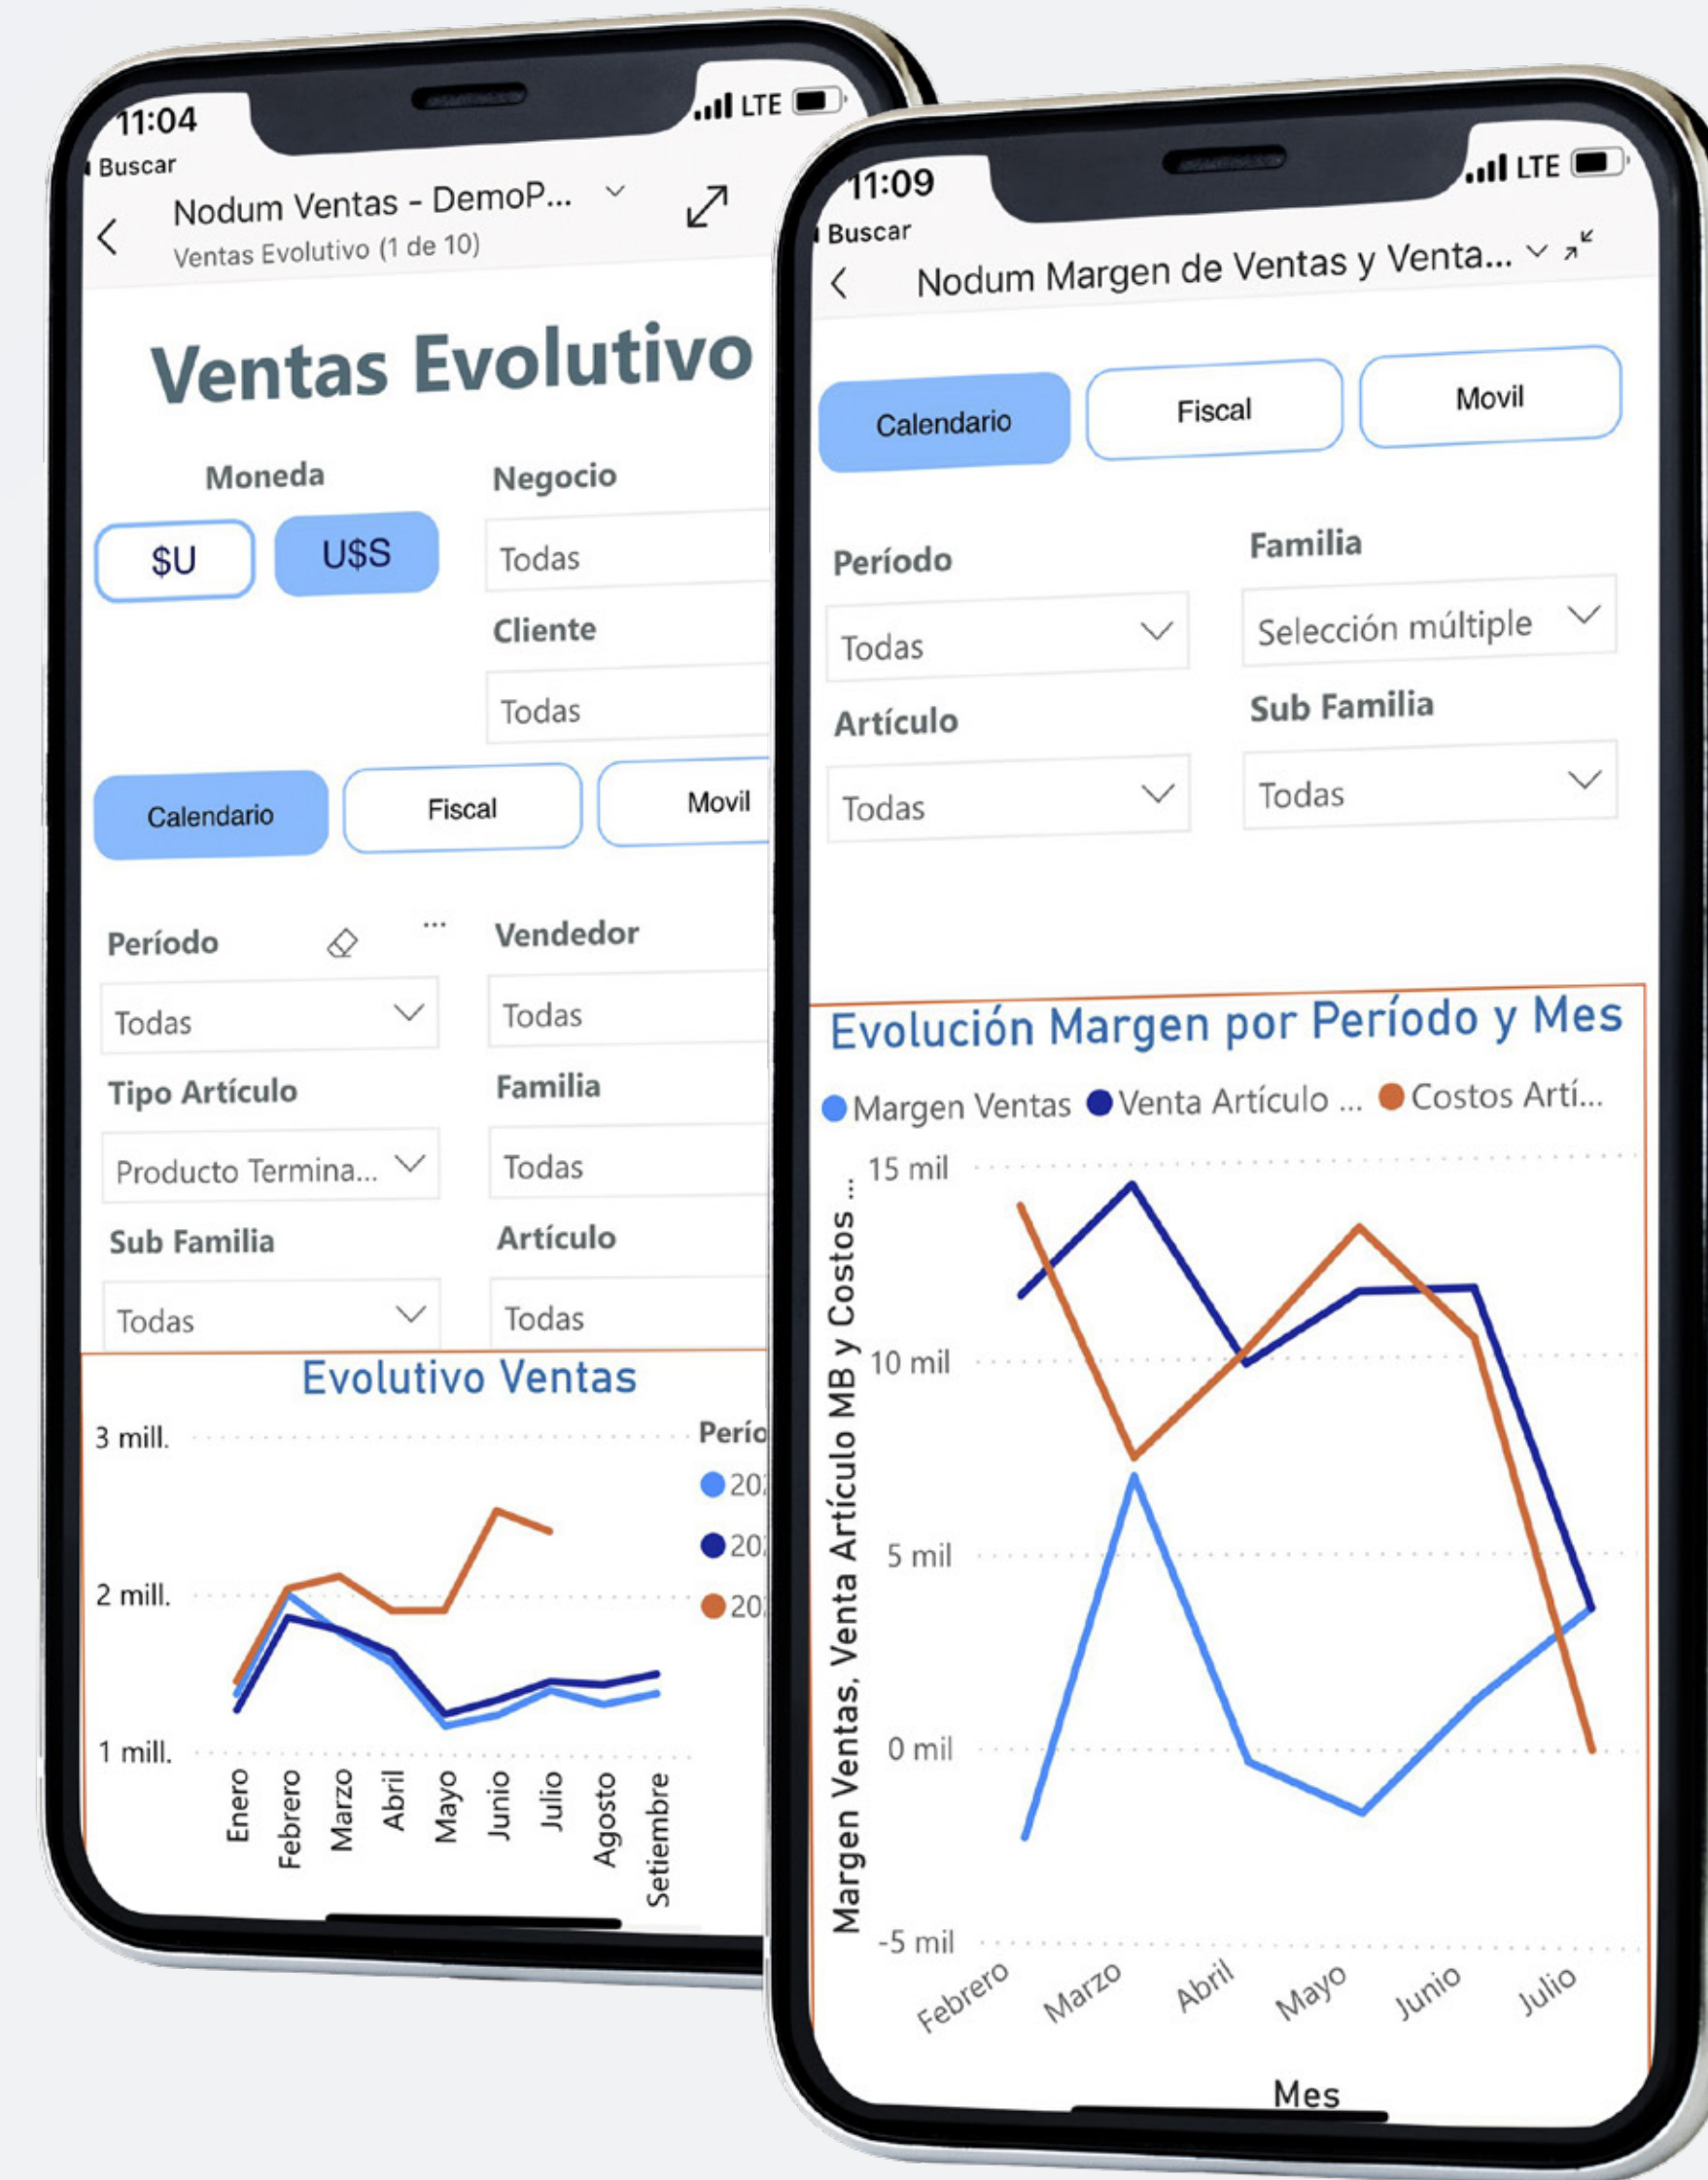 11:04
LTE
Buscar
Nodum Ventas - DemoP...
Ventas Evolutivo (1 de 10)
Ventas Evolutivo
Moneda
Negocio
$U
U$S
Todas
Cliente
Todas
Calendario
Fiscal
Movil
Período
...
Vendedor
Todas
Todas
Tipo Artículo
Familia
Producto Termina...
Todas
Sub Familia
Artículo
Todas
Todas
Evolutivo Ventas
3 mill.
2 mill.
1 mill.
Enero
Febrero
Marzo
Abril
Mayo
Junio
Julio
Agosto
Setiembre
11:09
LTE
Buscar
Nodum Margen de Ventas y Venta...
Calendario
Fiscal
Movil
Período
Familia
Todas
Selección múltiple
Artículo
Sub Familia
Todas
Todas
Evolución Margen por Período y Mes
Margen Ventas
Venta Artículo ...
Costos Artí...
Margen Ventas, Venta Artículo MB y Costos ...
15 mil
10 mil
5 mil
0 mil
-5 mil
Febrero
Marzo
Abril
Mayo
Junio
Julio
Mes